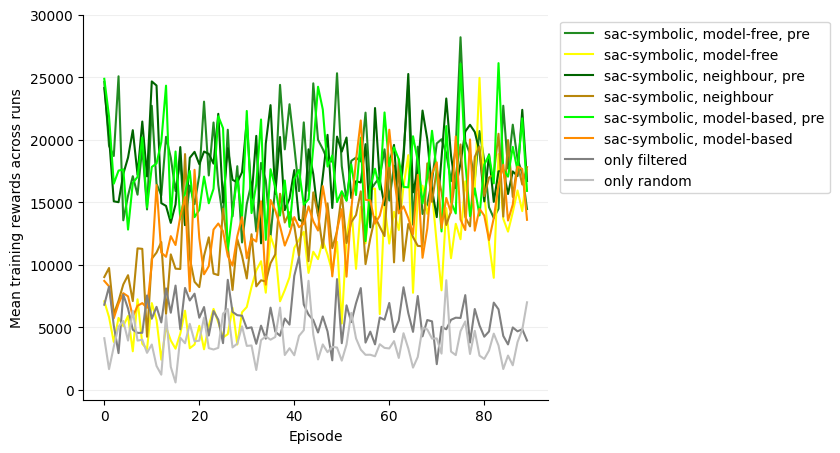 30000
25000
20000
15000
10000
5000
0
Mean training rewards across runs
0 20 40 60 80
Episode
sac-symbolic, model-free, pre
sac-symbolic, model-free
sac-symbolic, neighbour, pre
sac-symbolic, neighbour
sac-symbolic, model-based, pre
sac-symbolic, model-based
only filtered
only random